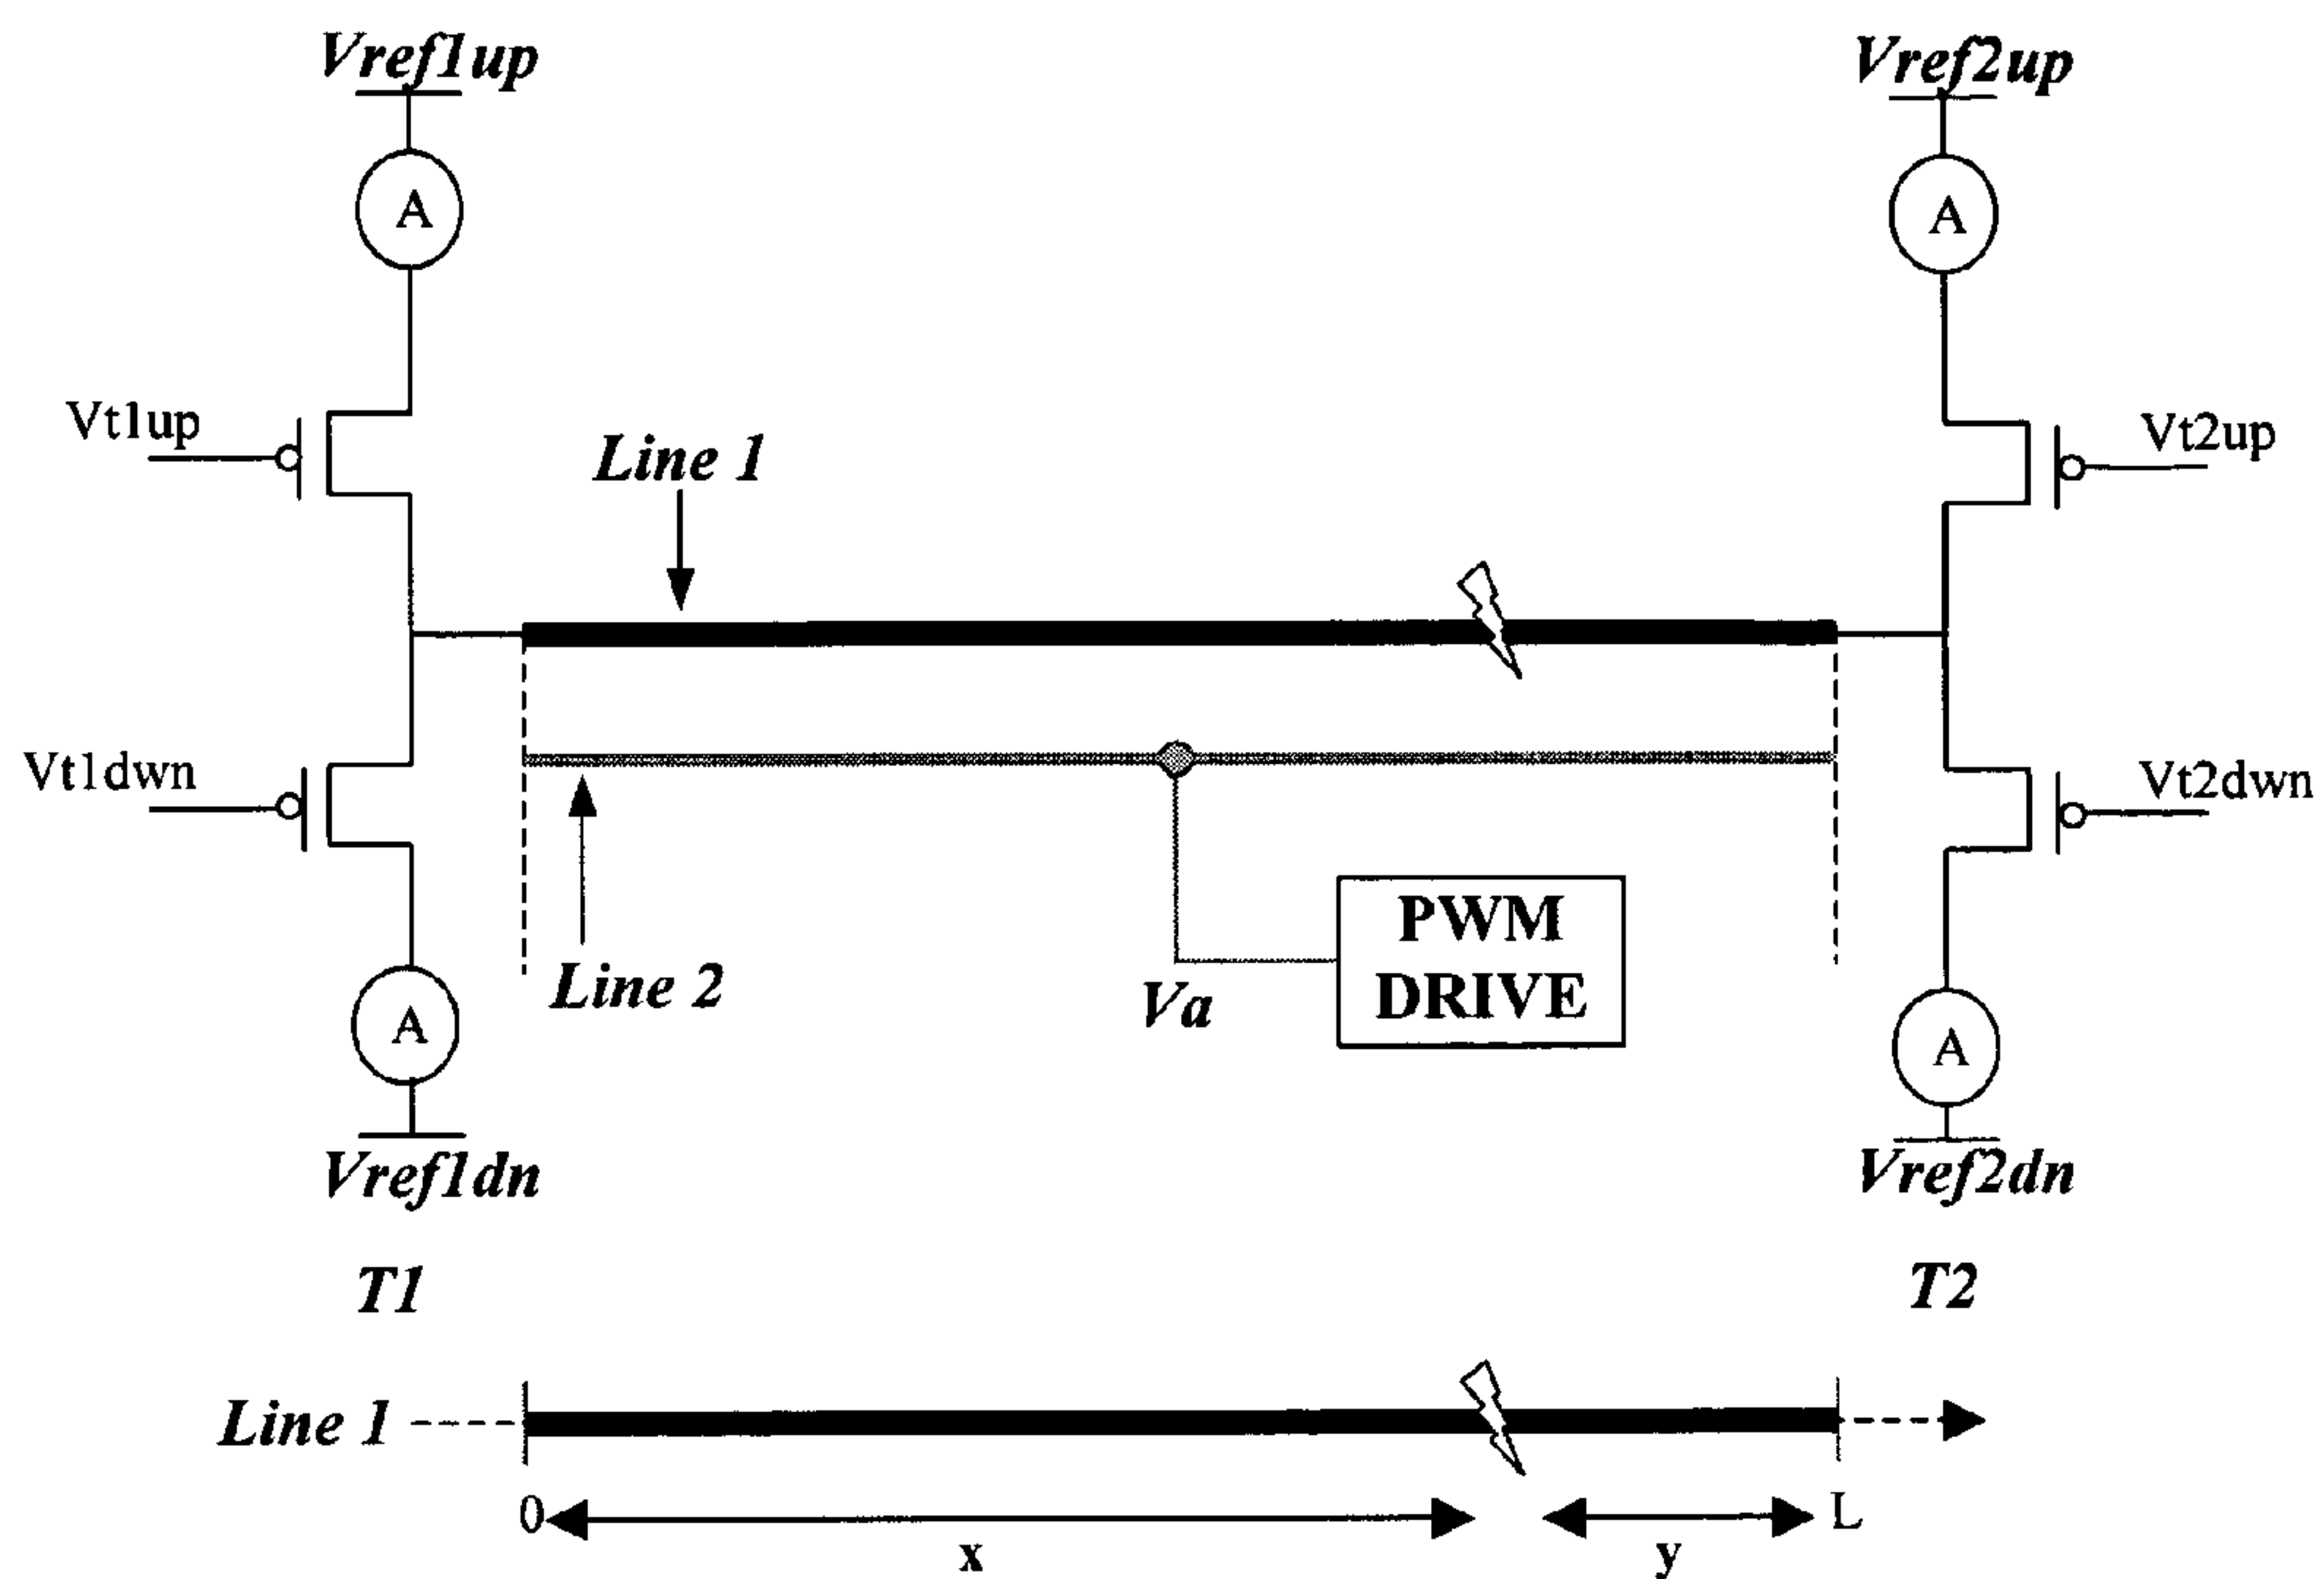 Vref1up
Vref2up
A
A
Vt1up
Vt2up
Line 1
Vt1dwn
Vt2dwn
PWM
DRIVE
Line 2
Va
A
A
Vref1dn
Vref2dn
T1
T2
Line 1
0
L
x
y